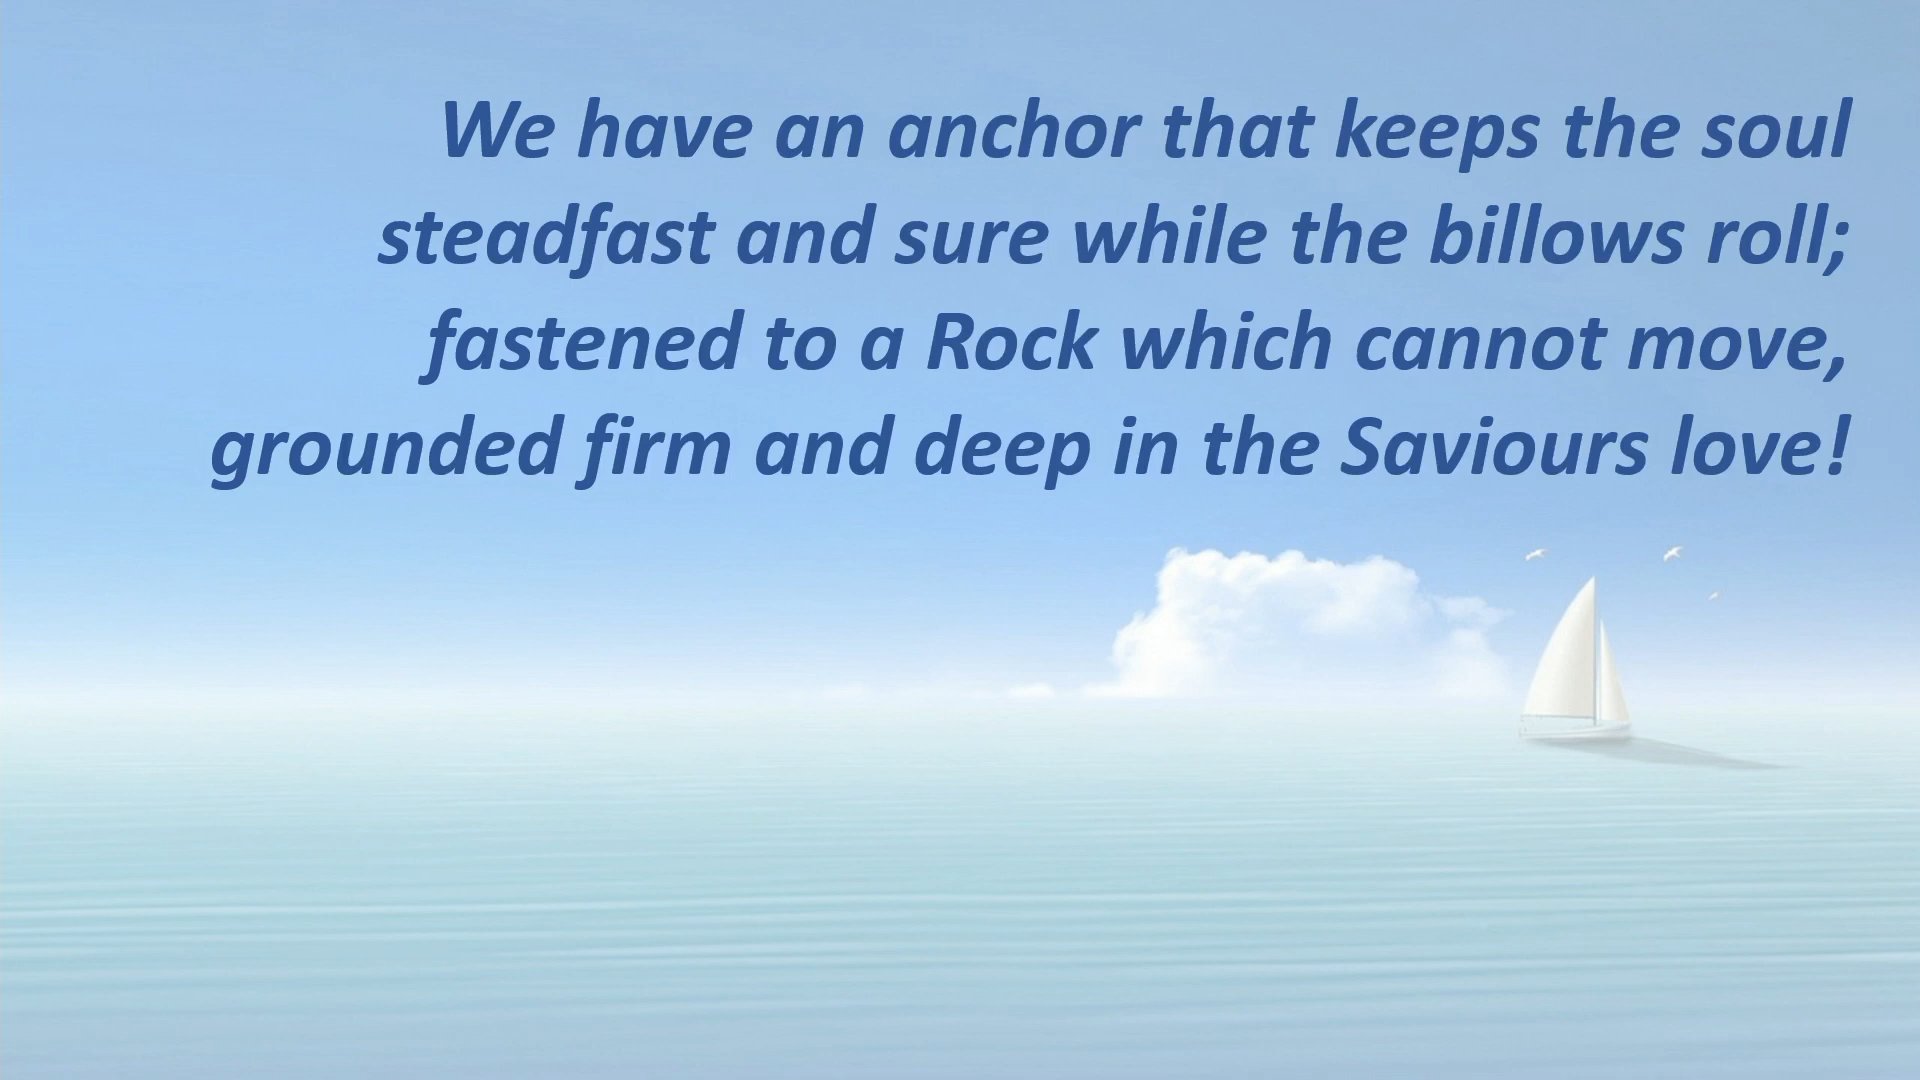 We have an anchor that keeps the soul
steadfast and sure while the billows roll;
fastened to a Rock which cannot move,
grounded firm and deep in the Saviours love!